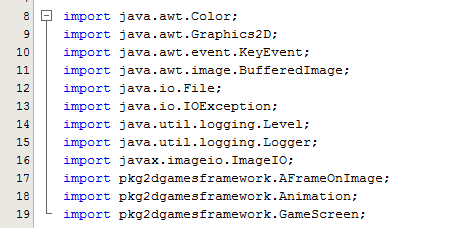 8 import java.awt.Color;
9 import java.awt.Graphics2D;
10 import java.awt.event.KeyEvent;
11 import java.awt.image.BufferedImage;
12 import java.io.File;
13 import java.io.IOException;
14 import java.util.logging.Level;
15 import java.util.logging.Logger;
16 import javax.imageio.ImageIO;
17 import pkg2dgamesframework.AFrameOnImage;
18 import pkg2dgamesframework.Animation;
19 import pkg2dgamesframework.GameScreen;